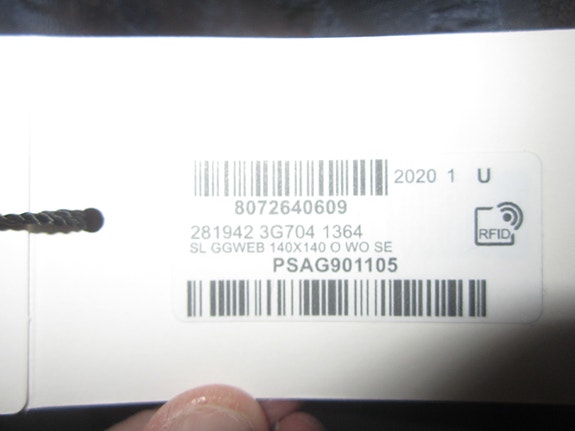 2020 1 U
8072640609
281942 3G704 1364
SL GGWEB 140X140 O WO SE
RFID
PSAG901105